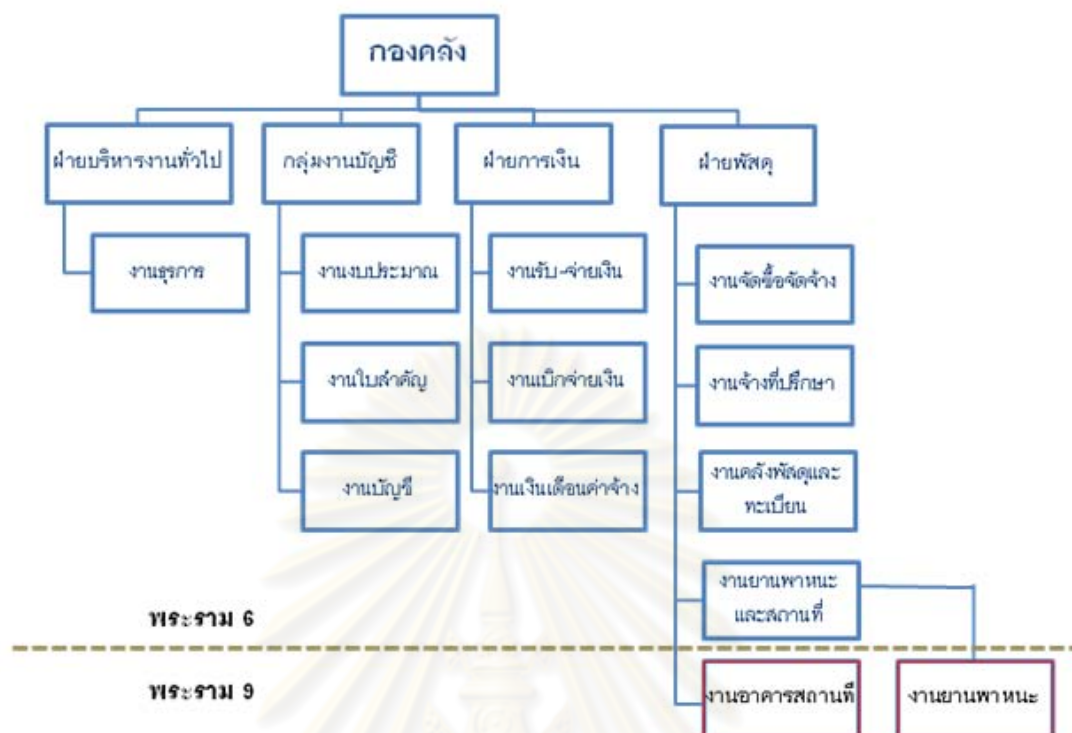 กองคลัง
ฝ่ายบริหารงานทั่วไป
กลุ่มงานบัญชี
ฝ่ายการเงิน
ฝ่ายพัสดุ
งานธุรการ
งานงบประมาณ
งานรับ-จ่ายเงิน
งานจัดซื้อจัดจ้าง
งานใบสำคัญ
งานเบิกจ่ายเงิน
งานจ้างที่ปรึกษา
งานบัญชี
งานเงินเดือนค่าจ้าง
งานคลังพัสดุและ
ทะเบียน
งานยานพาหนะ
และสถานที่
พระราม 6
พระราม 9
งานอาคารสถานที่
งานยานพาหนะ